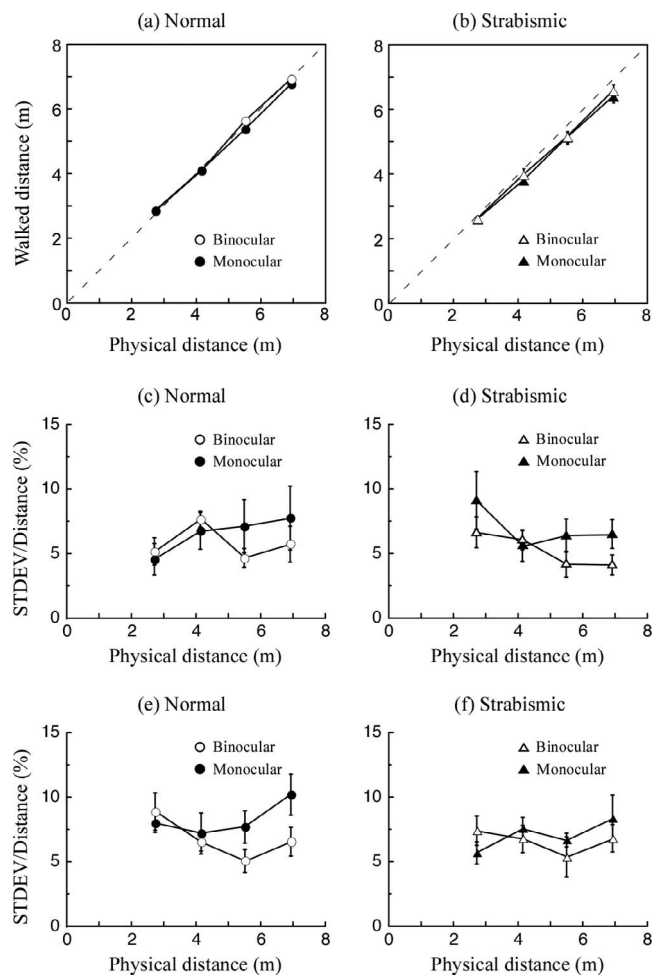 (a) Normal
(b) Strabismic
Walked distance (m)
8
6
4
2
0
Binocular
Monocular
0 2 4 6 8
Physical distance (m)
8
6
4
2
0
Binocular
Monocular
0 2 4 6 8
Physical distance (m)
(c) Normal
(d) Strabismic
STDEV/Distance (%)
15
10
5
0
Binocular
Monocular
0 2 4 6 8
Physical distance (m)
15
10
5
0
Binocular
Monocular
0 2 4 6 8
Physical distance (m)
(e) Normal
(f) Strabismic
STDEV/Distance (%)
15
10
5
0
Binocular
Monocular
0 2 4 6 8
Physical distance (m)
15
10
5
0
Binocular
Monocular
0 2 4 6 8
Physical distance (m)